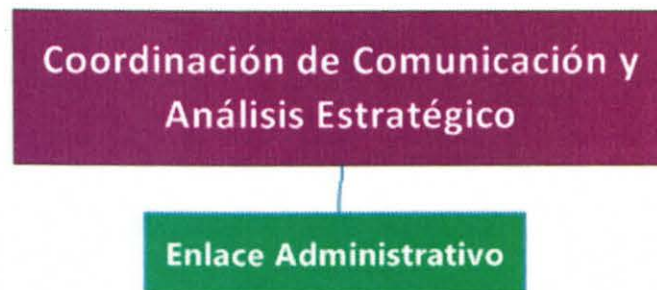 Coordinación de Comunicación y
Análisis Estratégico
Enlace Administrativo